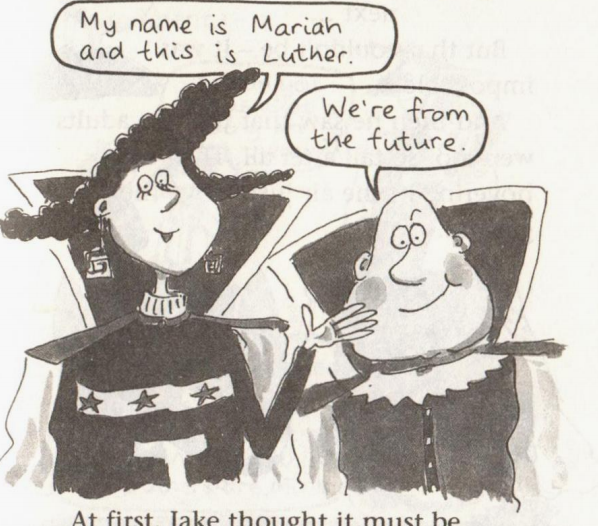 My name is Mariah
and this is Luther.
We're from
the future.
At first, Jake thought it must be